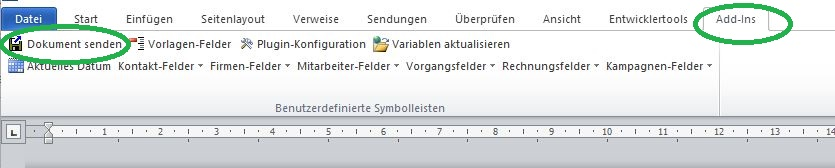 Datei Start Einfügen Seitenlayout Verweise Sendungen Überprüfen Ansicht Entwicklertools Add-Ins
Dokument senden Vorlagen-Felder Plugin-Konfiguration Variablen aktualisieren
Aktuelles Datum Kontakt-Felder Firmen-Felder Mitarbeiter-Felder Vorgangsfelder Rechnungsfelder Kampagnen-Felder
Benutzerdefinierte Symbolleisten
L 1 2 3 4 5 6 7 8 9 10 11 12 13 14